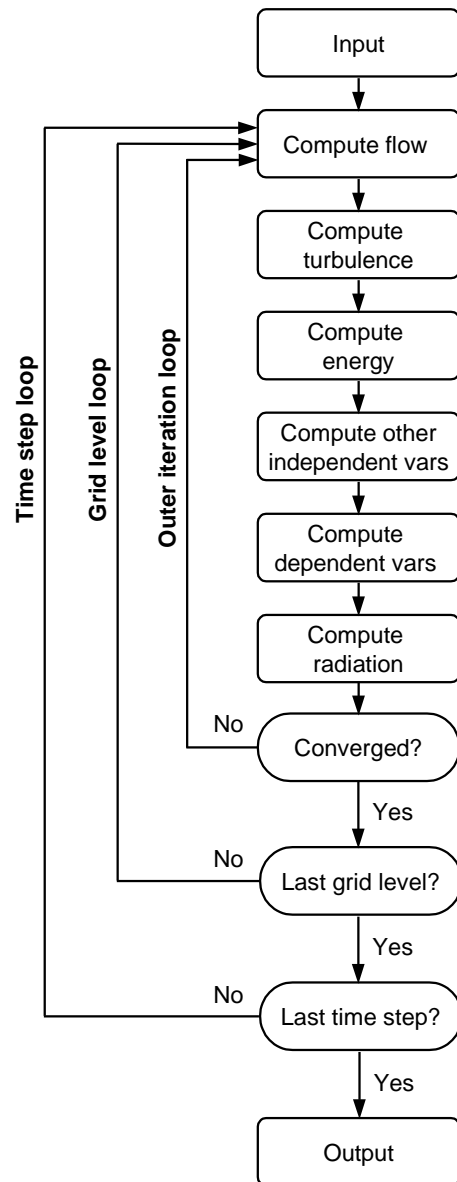 Input
Compute flow
Compute
turbulence
Compute
energy
Compute other
independent vars
Compute
dependent vars
Compute
radiation
Time step loop
Grid level loop
Outer iteration loop
No
Converged?
Yes
No
Last grid level?
Yes
No
Last time step?
Yes
Output